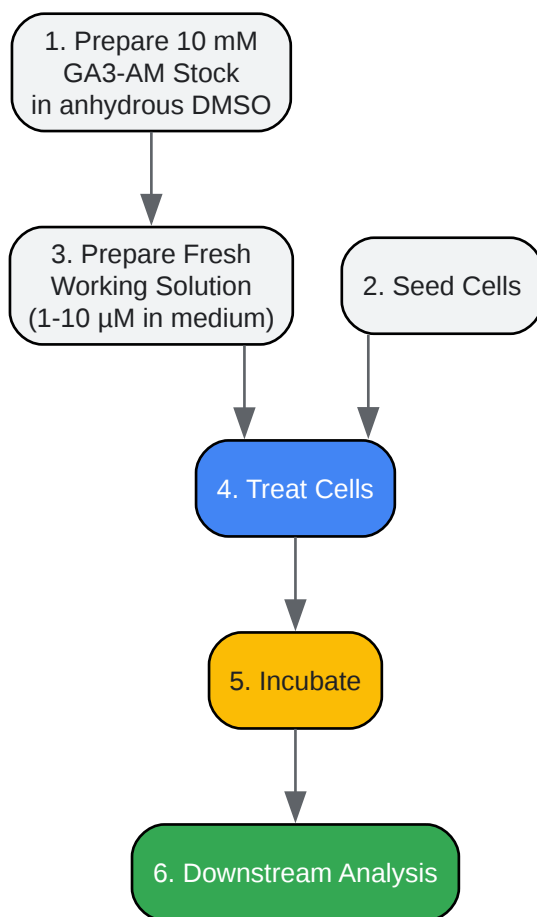 1. Prepare 10 mM
GA3-AM Stock
in anhydrous DMSO
3. Prepare Fresh
Working Solution
(1-10 µM in medium)
2. Seed Cells
4. Treat Cells
5. Incubate
6. Downstream Analysis